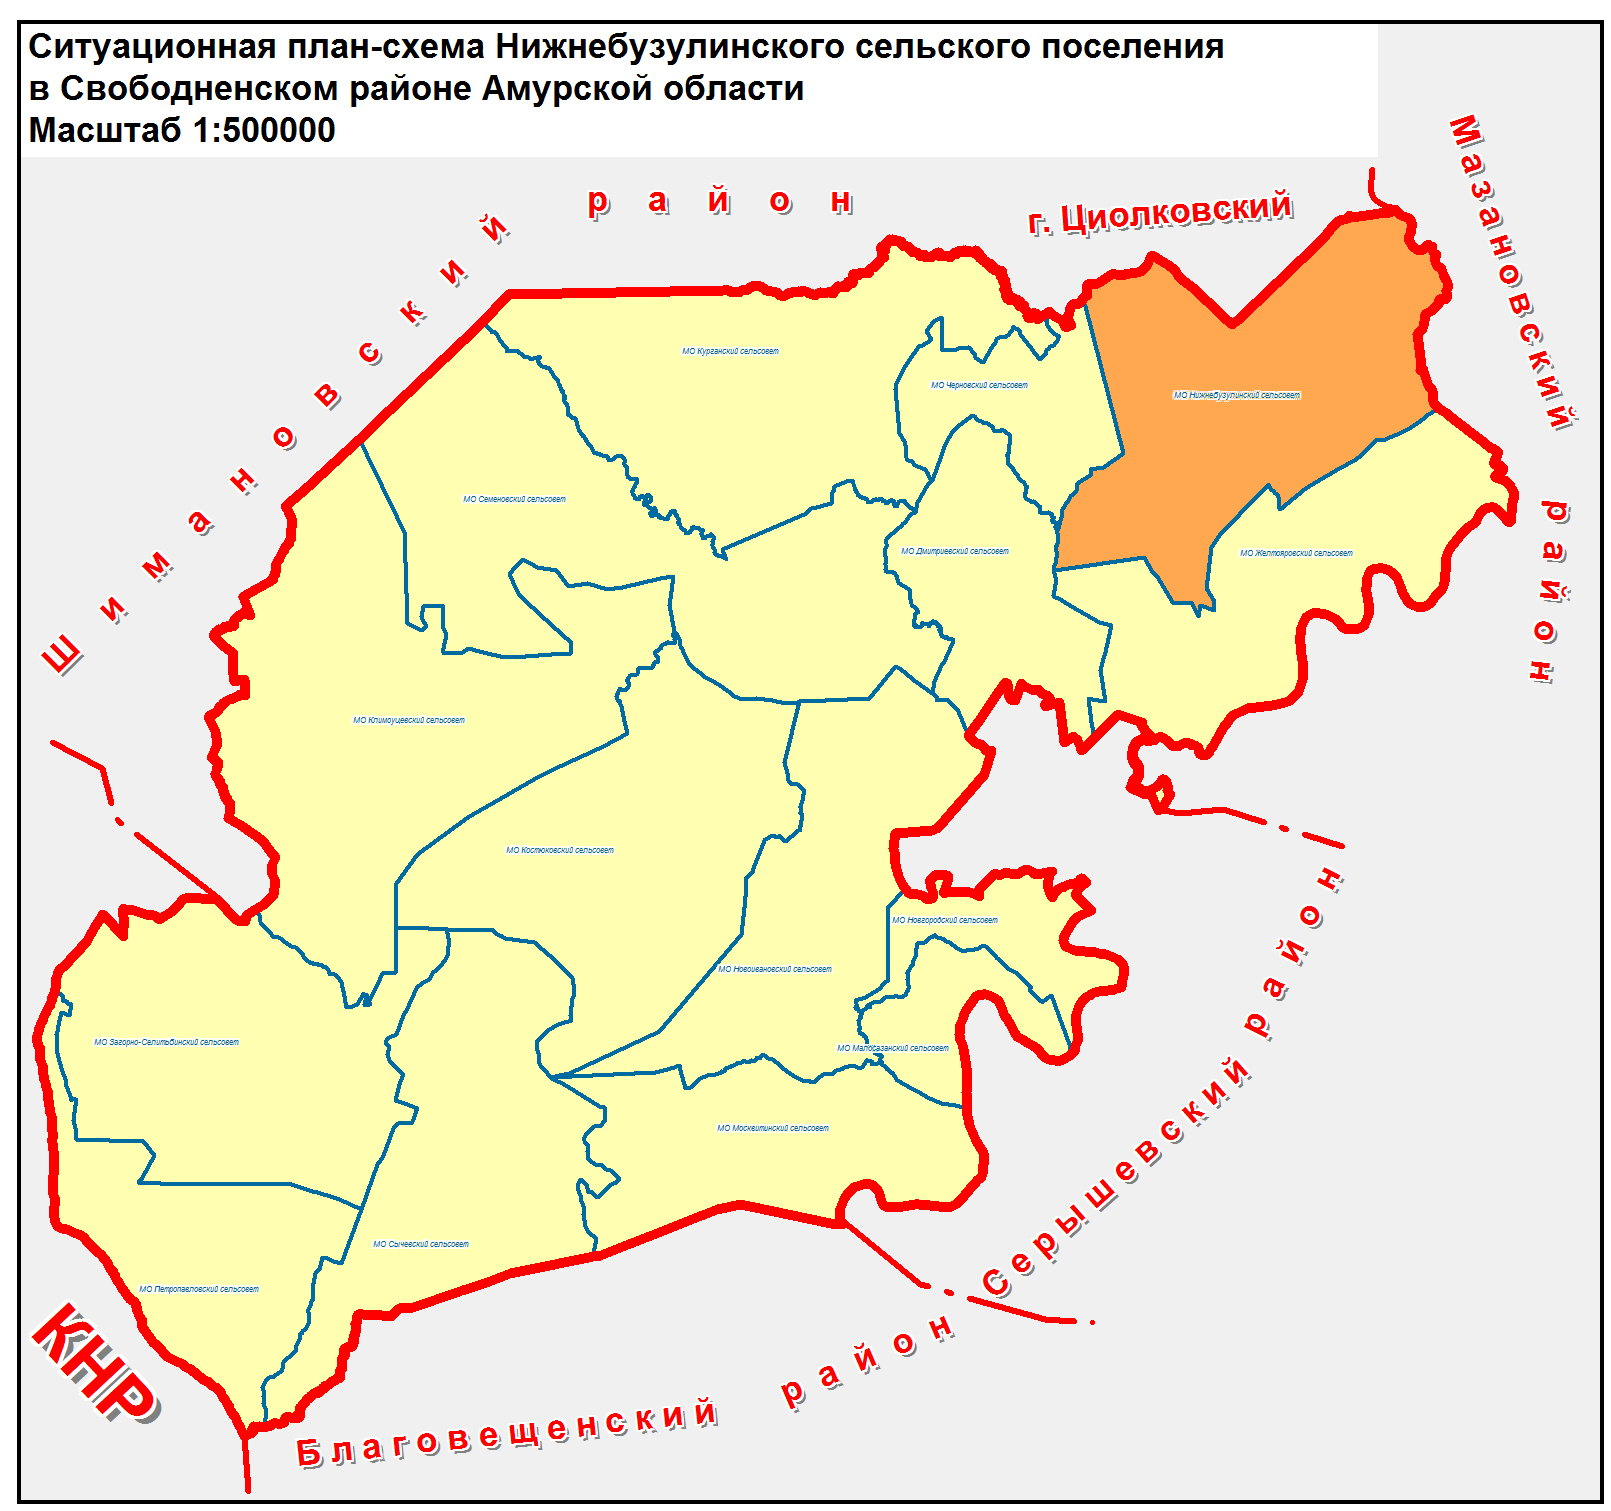 Ситуационная план-схема Нижнебузулинского сельского поселения
в Свободненском районе Амурской области
Масштаб 1:500000
Шимановский район
г. Циолковский
Мазановский район
МО Курганский сельсовет
МО Черновский сельсовет
МО Нижнебузулинский сельсовет
МО Семеновский сельсовет
МО Дмитриевский сельсовет
МО Желтояровский сельсовет
МО Климоуцевский сельсовет
МО Костюковский сельсовет
МО Новгородский сельсовет
МО Новоивановский сельсовет
МО Загорно-Селитьбинский сельсовет
МО Малосазанский сельсовет
МО Москвитинский сельсовет
МО Сычевский сельсовет
МО Петропавловский сельсовет
Серышевский район
КНР
Благовещенский район